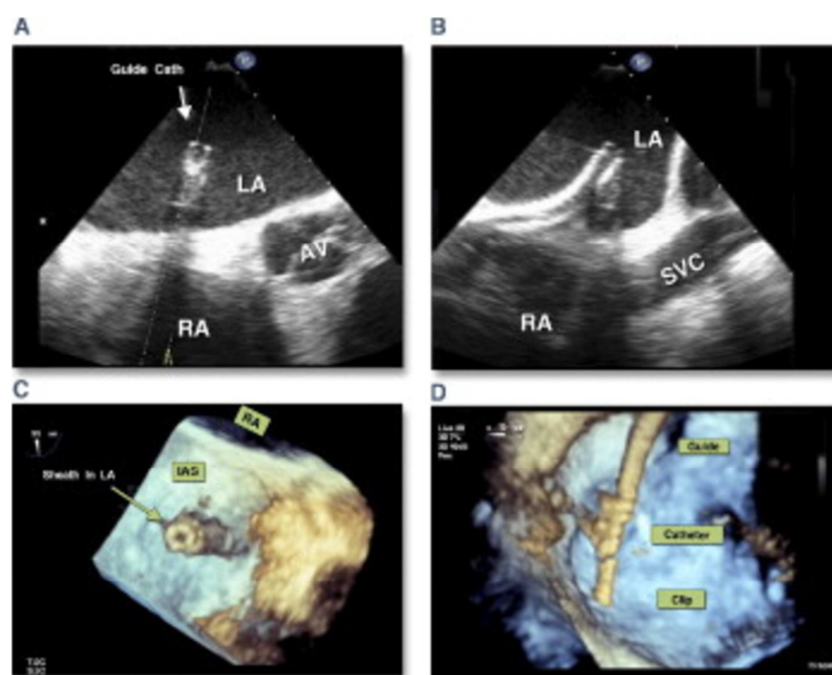 A
Guide Cath
LA
AV
RA
B
LA
SVC
RA
C
RA
IAS
Sheath in LA
D
Guide
Catheter
Clip